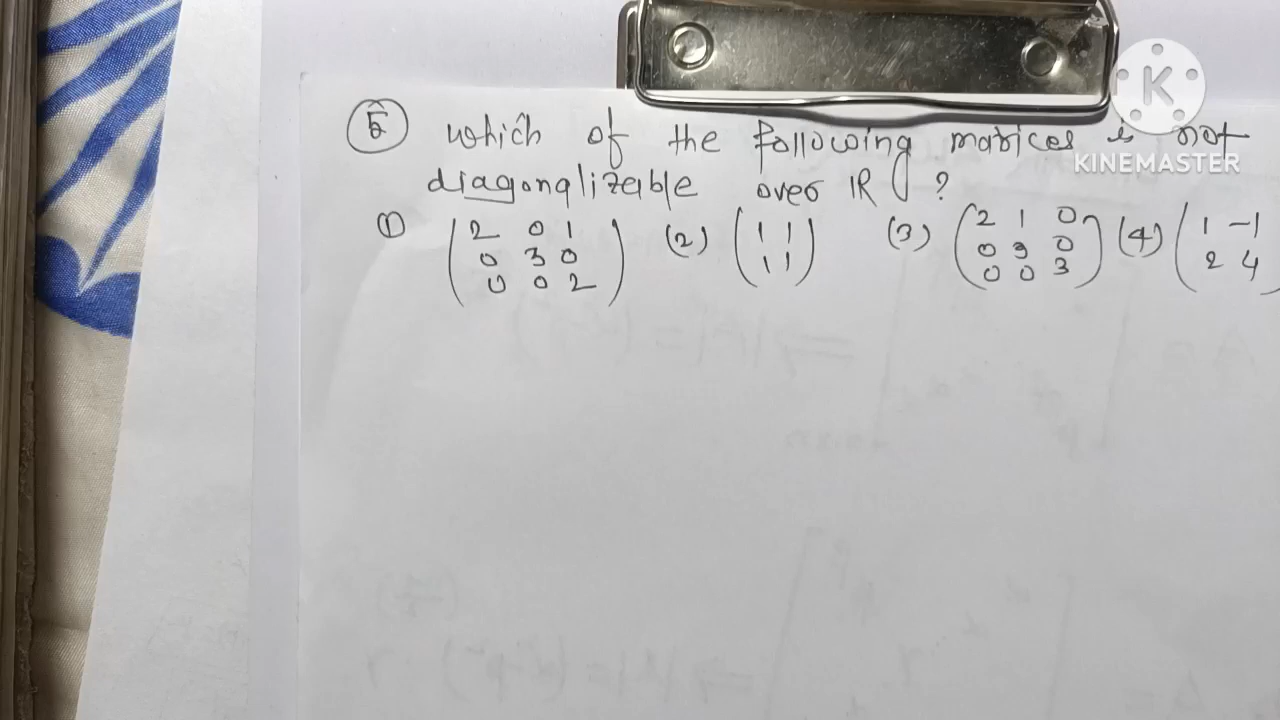 5 which of the following matrices is not
diagonalizable over IR ?
① ( 2 0 1 (2) ( 1 1 ) (3) ( 2 1 0 ) (4) ( 1 -1
0 3 0 1 1 0 3 0 2 4
0 0 2 ) 0 0 3
K
KINEMASTER